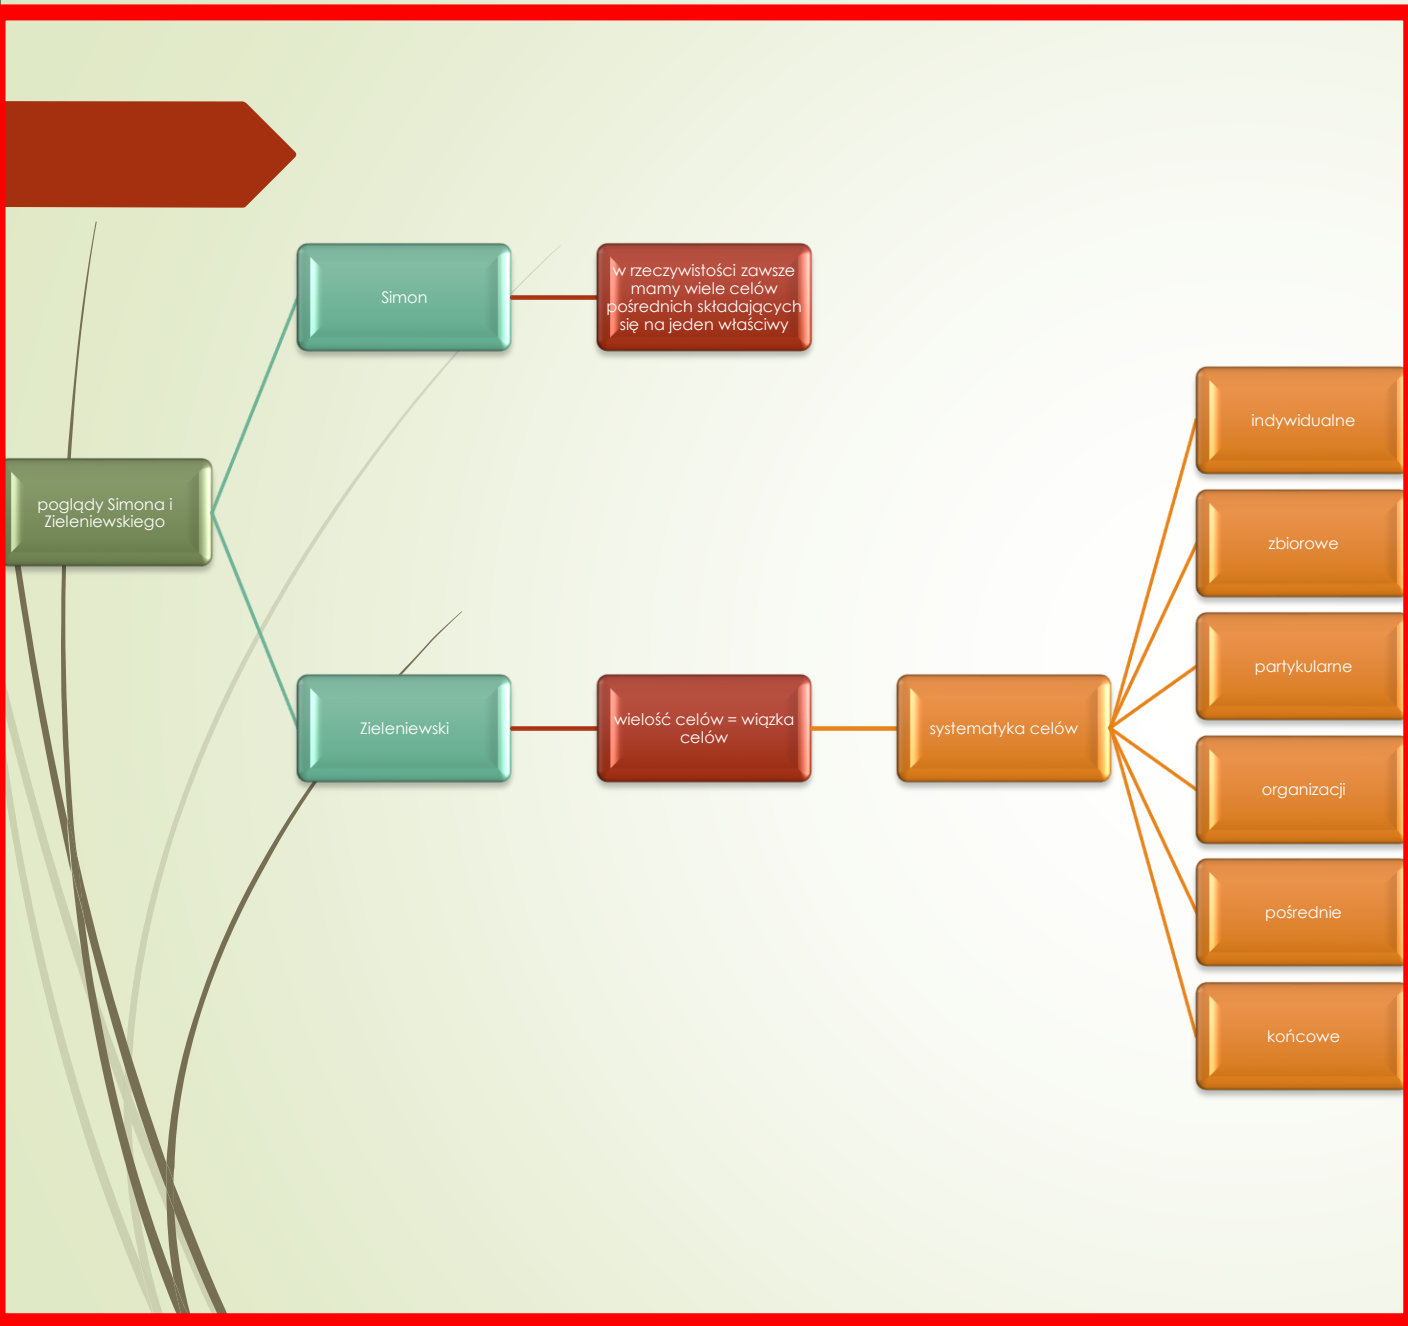 poglądy Simona i
Zieleniewskiego
Simon
w rzeczywistości zawsze
mamy wiele celów
pośrednich składających
się na jeden właściwy
Zieleniewski
wielość celów = wiązka
celów
systematyka celów
indywidualne
zbiorowe
partykularne
organizacji
pośrednie
końcowe